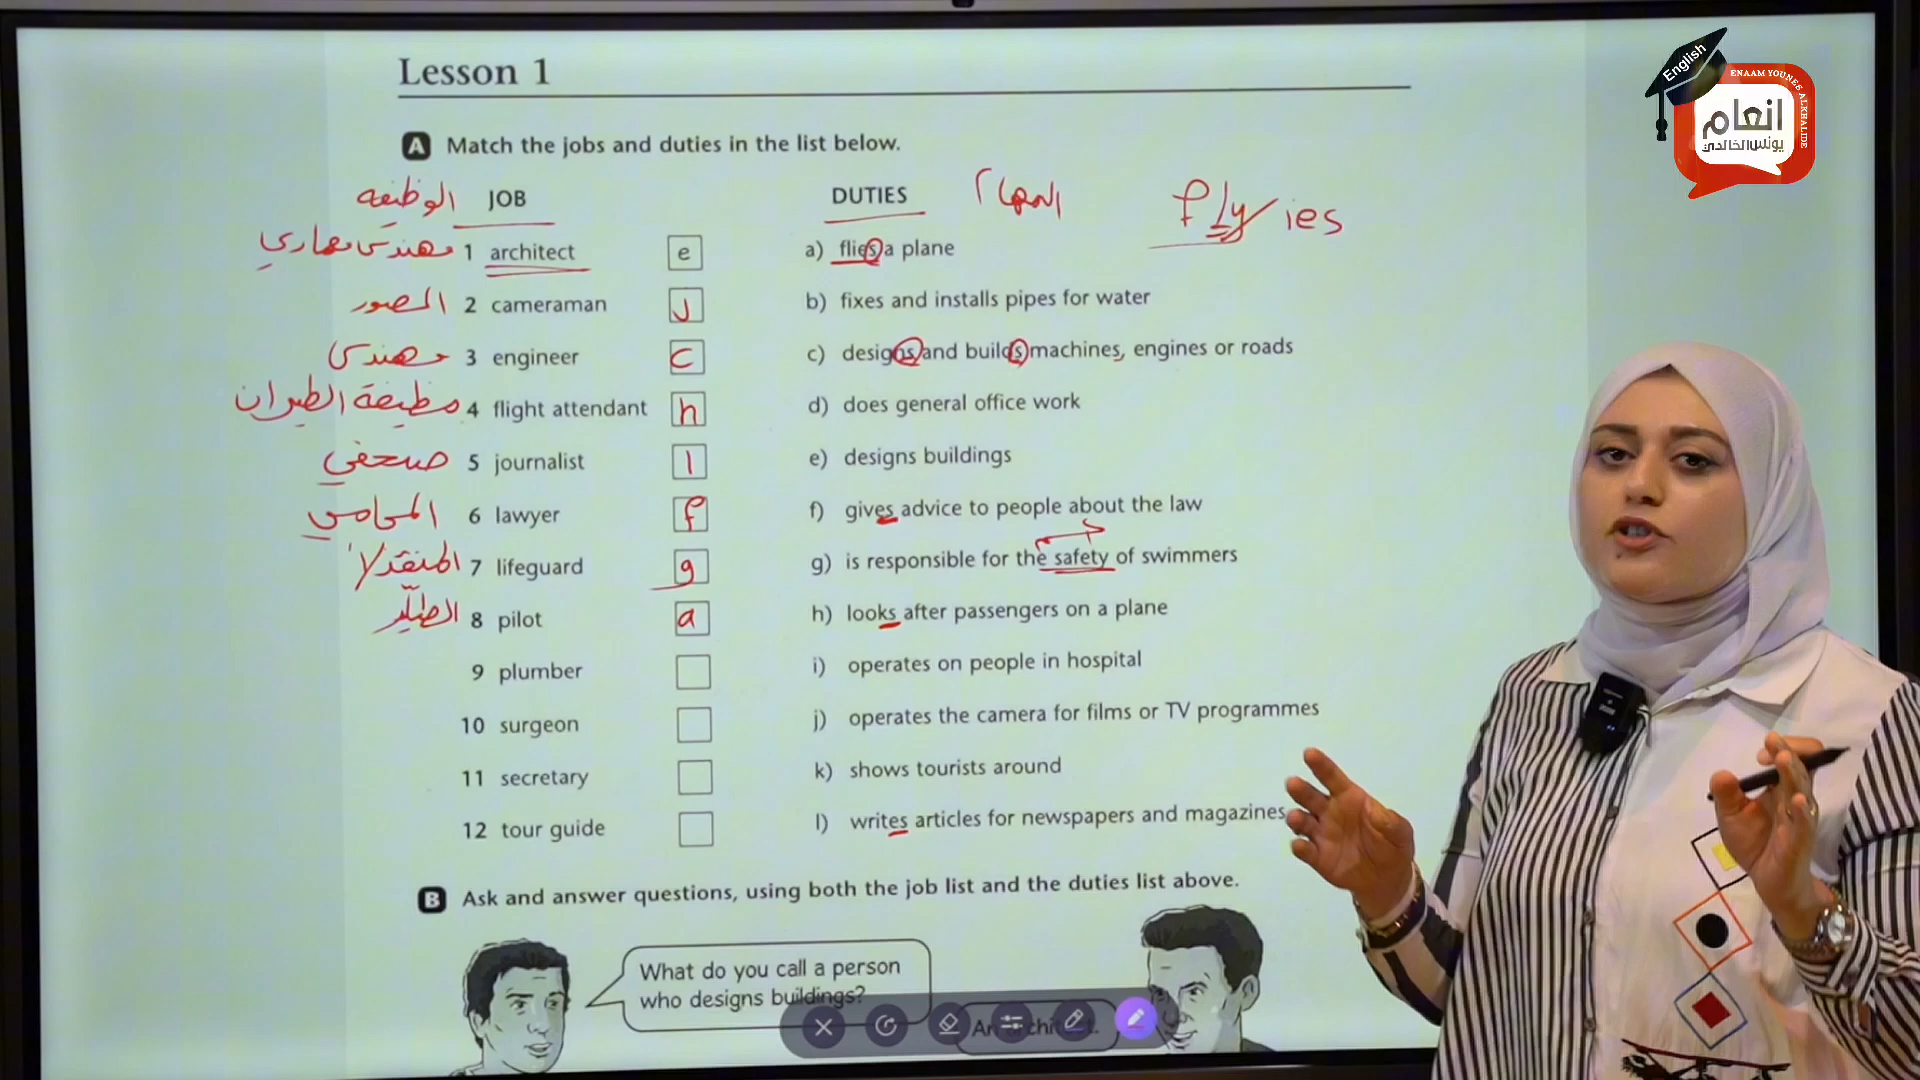 Lesson 1
A Match the jobs and duties in the list below.
الوظيفه JOB
DUTIES المهام
fly ies
مهندس معماري 1 architect e
a) flies a plane
المصور 2 cameraman J
b) fixes and installs pipes for water
مهندس 3 engineer C
c) designs and builds machines, engines or roads
مظيفة الطيران 4 flight attendant h
d) does general office work
صحفي 5 journalist l
e) designs buildings
المحامي 6 lawyer f
f) gives advice to people about the law
المنقذ 7 lifeguard g
g) is responsible for the safety of swimmers
8 pilot a
h) looks after passengers on a plane
9 plumber
i) operates on people in hospital
10 surgeon
j) operates the camera for films or TV programmes
11 secretary
k) shows tourists around
12 tour guide
l) writes articles for newspapers and magazines
B Ask and answer questions, using both the job list and the duties list above.
What do you call a person
who designs buildings?
English
ENAAM YOUNES ALKHALIDE
انعام
يونس الخالدي